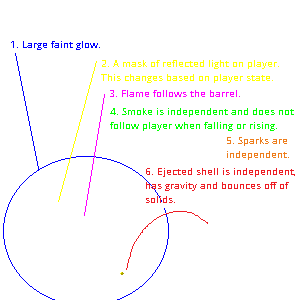 1. Large faint glow.
2. A mask of reflected light on player.
This changes based on player state.
3. Flame follows the barrel.
4. Smoke is independent and does not
follow player when falling or rising.
5. Sparks are
independent.
6. Ejected shell is independent,
has gravity and bounces off of
solids.